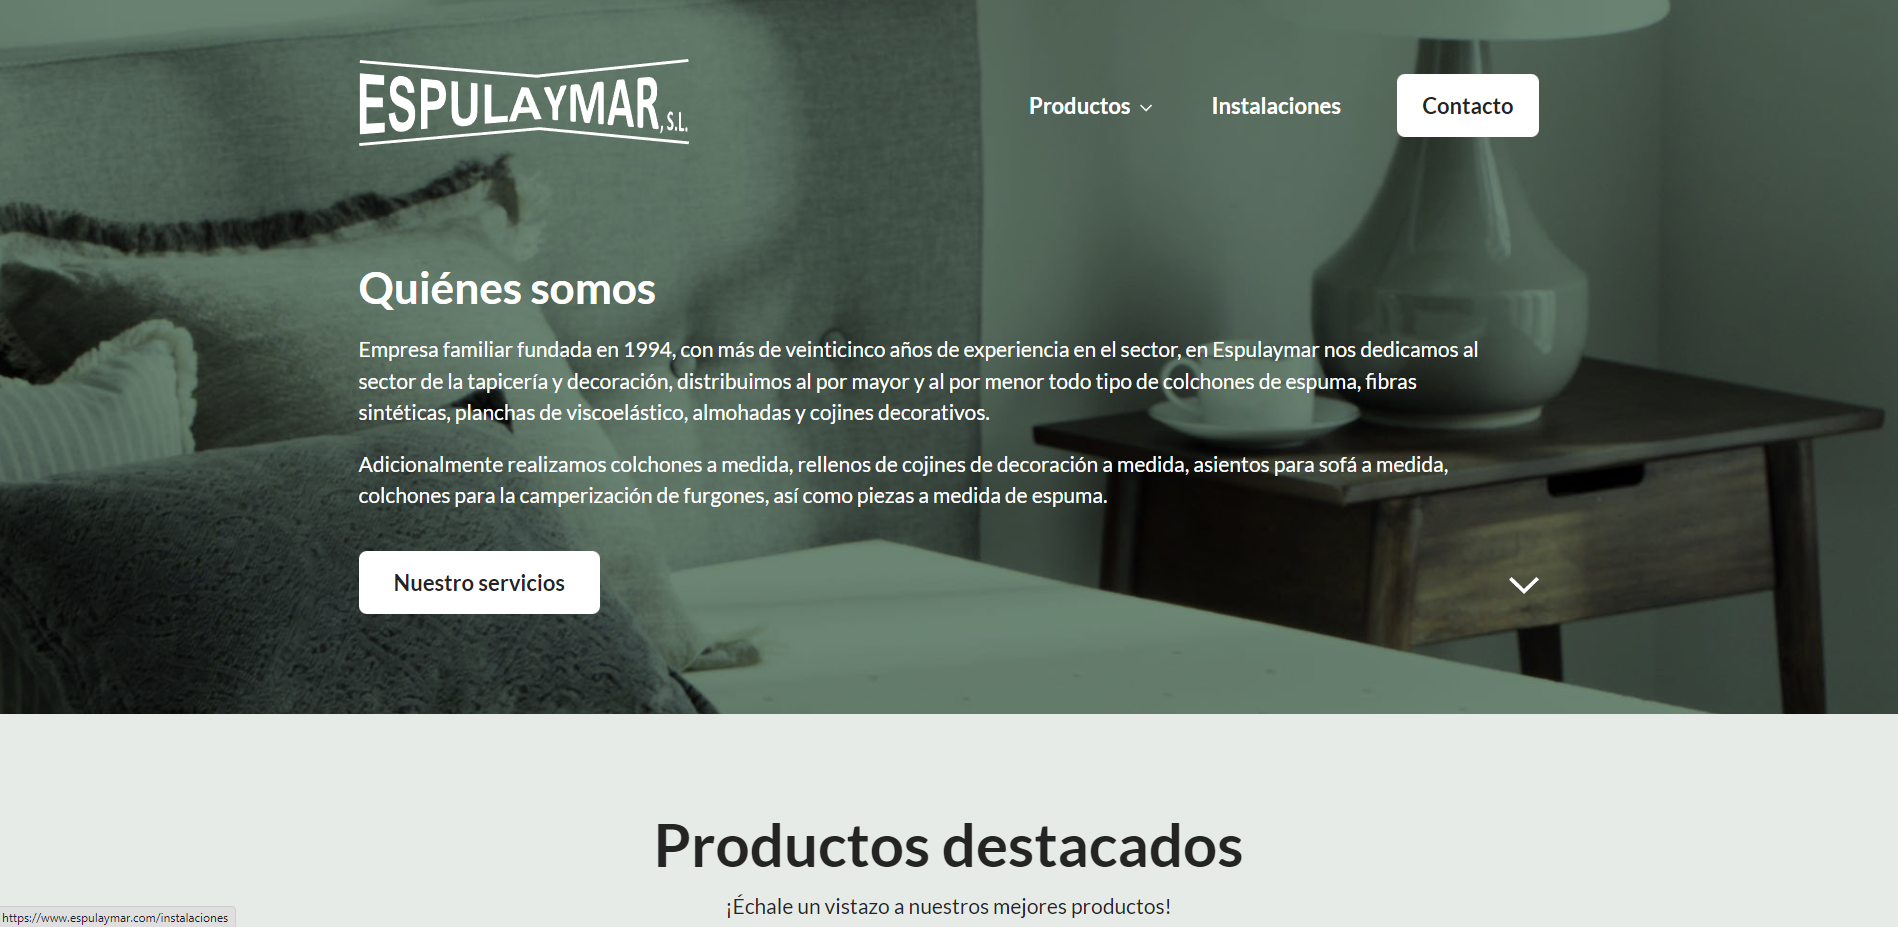 ESPULAYMAR, S.L.
Productos
Instalaciones
Contacto
Quiénes somos
Empresa familiar fundada en 1994, con más de veinticinco años de experiencia en el sector, en Espulaymar nos dedicamos al
sector de la tapicería y decoración, distribuimos al por mayor y al por menor todo tipo de colchones de espuma, fibras
sintéticas, planchas de viscoelástico, almohadas y cojines decorativos.
Adicionalmente realizamos colchones a medida, rellenos de cojines de decoración a medida, asientos para sofá a medida,
colchones para la camperización de furgones, así como piezas a medida de espuma.
Nuestro servicios
Productos destacados
¡Échale un vistazo a nuestros mejores productos!
https://www.espulaymar.com/instalaciones